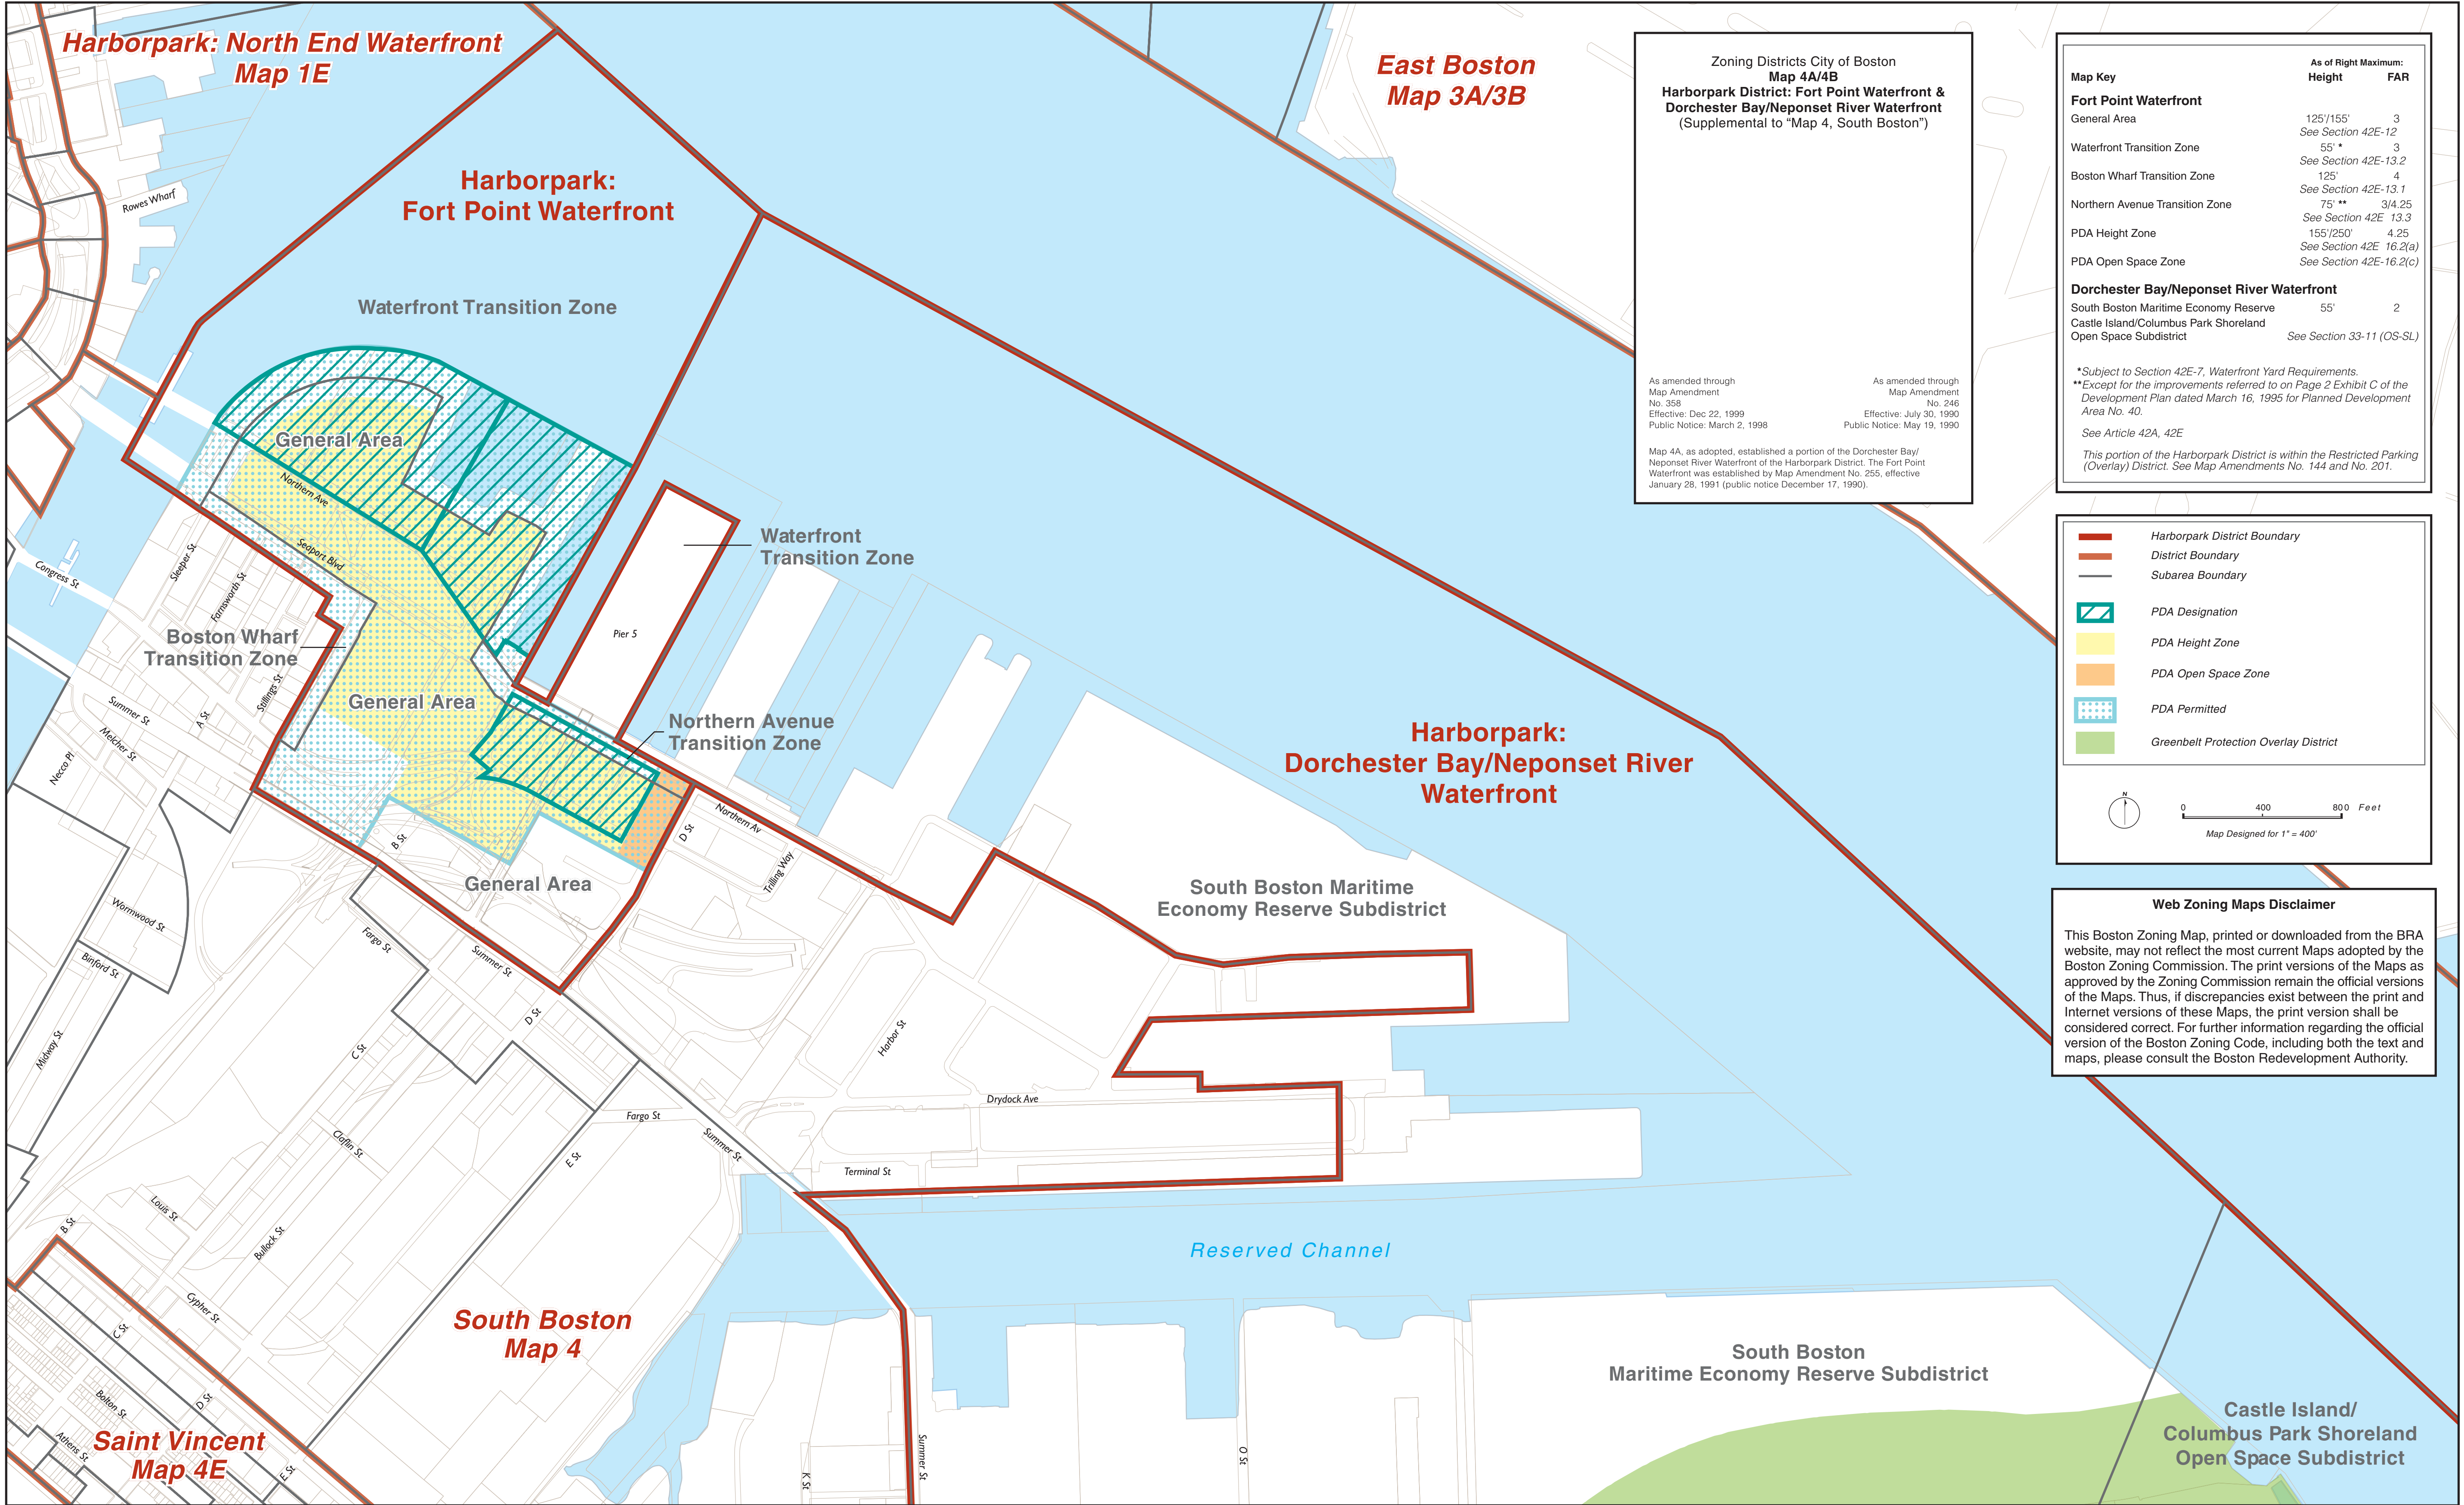 Harborpark: North End Waterfront
Map 1E
East Boston
Map 3A/3B
Rowes Wharf
Harborpark:
Fort Point Waterfront
Waterfront Transition Zone
General Area
Northern Ave
Seaport Blvd
Sleeper St
Farnsworth St
Congress St
Waterfront
Transition Zone
Pier 5
Boston Wharf
Transition Zone
Stillings St
General Area
Northern Avenue
Transition Zone
Summer St
A St
Melcher St
Necco Pl
Northern Av
D St
B St
Trilling Way
General Area
Harborpark:
Dorchester Bay/Neponset River
Waterfront
South Boston Maritime
Economy Reserve Subdistrict
Wormwood St
Binford St
Fargo St
Summer St
D St
Midway St
C St
Harbor St
Drydock Ave
Fargo St
Summer St
Claflin St
E St
Terminal St
Louis St
B St
Bullock St
Reserved Channel
Cypher St
C St
South Boston
Map 4
South Boston
Maritime Economy Reserve Subdistrict
Bolton St
D St
Athens St
Saint Vincent
Map 4E
E St
K St
Summer St
O St
Castle Island/
Columbus Park Shoreland
Open Space Subdistrict
Zoning Districts City of Boston
Map 4A/4B
Harborpark District: Fort Point Waterfront &
Dorchester Bay/Neponset River Waterfront
(Supplemental to “Map 4, South Boston”)
As amended through
Map Amendment
No. 358
Effective: Dec 22, 1999
Public Notice: March 2, 1998
As amended through
Map Amendment
No. 246
Effective: July 30, 1990
Public Notice: May 19, 1990
Map 4A, as adopted, established a portion of the Dorchester Bay/
Neponset River Waterfront of the Harborpark District. The Fort Point
Waterfront was established by Map Amendment No. 255, effective
January 28, 1991 (public notice December 17, 1990).
As of Right Maximum:
Map Key Height FAR
Fort Point Waterfront
General Area 125'/155' 3
See Section 42E-12
Waterfront Transition Zone 55' * 3
See Section 42E-13.2
Boston Wharf Transition Zone 125' 4
See Section 42E-13.1
Northern Avenue Transition Zone 75' ** 3/4.25
See Section 42E 13.3
PDA Height Zone 155'/250' 4.25
See Section 42E 16.2(a)
PDA Open Space Zone See Section 42E-16.2(c)
Dorchester Bay/Neponset River Waterfront
South Boston Maritime Economy Reserve 55' 2
Castle Island/Columbus Park Shoreland
Open Space Subdistrict See Section 33-11 (OS-SL)
*Subject to Section 42E-7, Waterfront Yard Requirements.
**Except for the improvements referred to on Page 2 Exhibit C of the
Development Plan dated March 16, 1995 for Planned Development
Area No. 40.
See Article 42A, 42E
This portion of the Harborpark District is within the Restricted Parking
(Overlay) District. See Map Amendments No. 144 and No. 201.
Harborpark District Boundary
District Boundary
Subarea Boundary
PDA Designation
PDA Height Zone
PDA Open Space Zone
PDA Permitted
Greenbelt Protection Overlay District
N
0 400 800 Feet
Map Designed for 1" = 400'
Web Zoning Maps Disclaimer
This Boston Zoning Map, printed or downloaded from the BRA
website, may not reflect the most current Maps adopted by the
Boston Zoning Commission. The print versions of the Maps as
approved by the Zoning Commission remain the official versions
of the Maps. Thus, if discrepancies exist between the print and
Internet versions of these Maps, the print version shall be
considered correct. For further information regarding the official
version of the Boston Zoning Code, including both the text and
maps, please consult the Boston Redevelopment Authority.